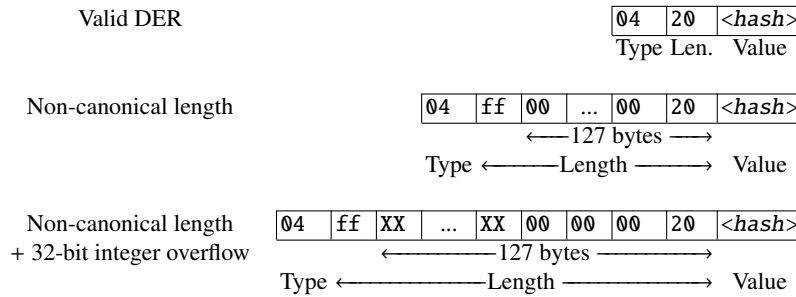 Valid DER 04 20 <hash>
Type Len. Value
Non-canonical length 04 ff 00 ... 00 20 <hash>
←127 bytes→
Type ←Length→ Value
Non-canonical length 04 ff XX ... XX 00 00 00 20 <hash>
+ 32-bit integer overflow ←127 bytes→
Type ←Length→ Value